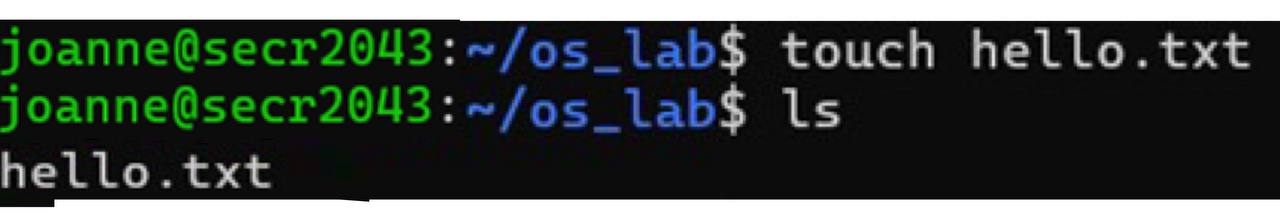 joanne@secr2043:~/os_lab$ touch hello.txt
joanne@secr2043:~/os_lab$ ls
hello.txt